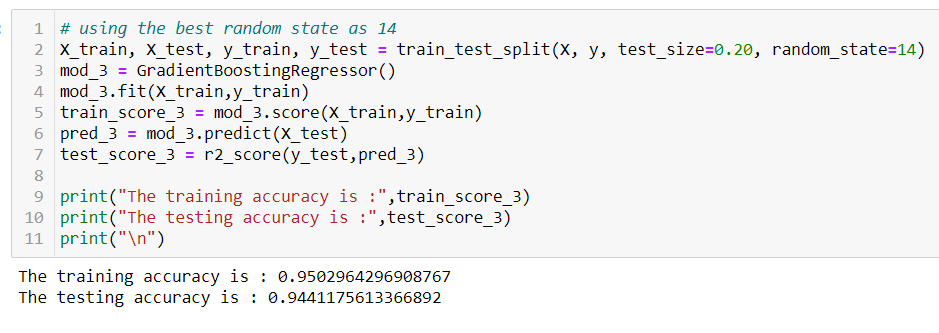 1 # using the best random state as 14
2 X_train, X_test, y_train, y_test = train_test_split(X, y, test_size=0.20, random_state=14)
3 mod_3 = GradientBoostingRegressor()
4 mod_3.fit(X_train,y_train)
5 train_score_3 = mod_3.score(X_train,y_train)
6 pred_3 = mod_3.predict(X_test)
7 test_score_3 = r2_score(y_test,pred_3)
8
9 print("The training accuracy is :",train_score_3)
10 print("The testing accuracy is :",test_score_3)
11 print("\n")
The training accuracy is : 0.9502964296908767
The testing accuracy is : 0.9441175613366892